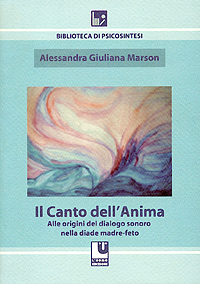 BIBLIOTECA DI PSICOSINTESI
Alessandra Giuliana Marson
Il Canto dell'Anima
Alle origini del dialogo sonoro
nella diade madre-feto